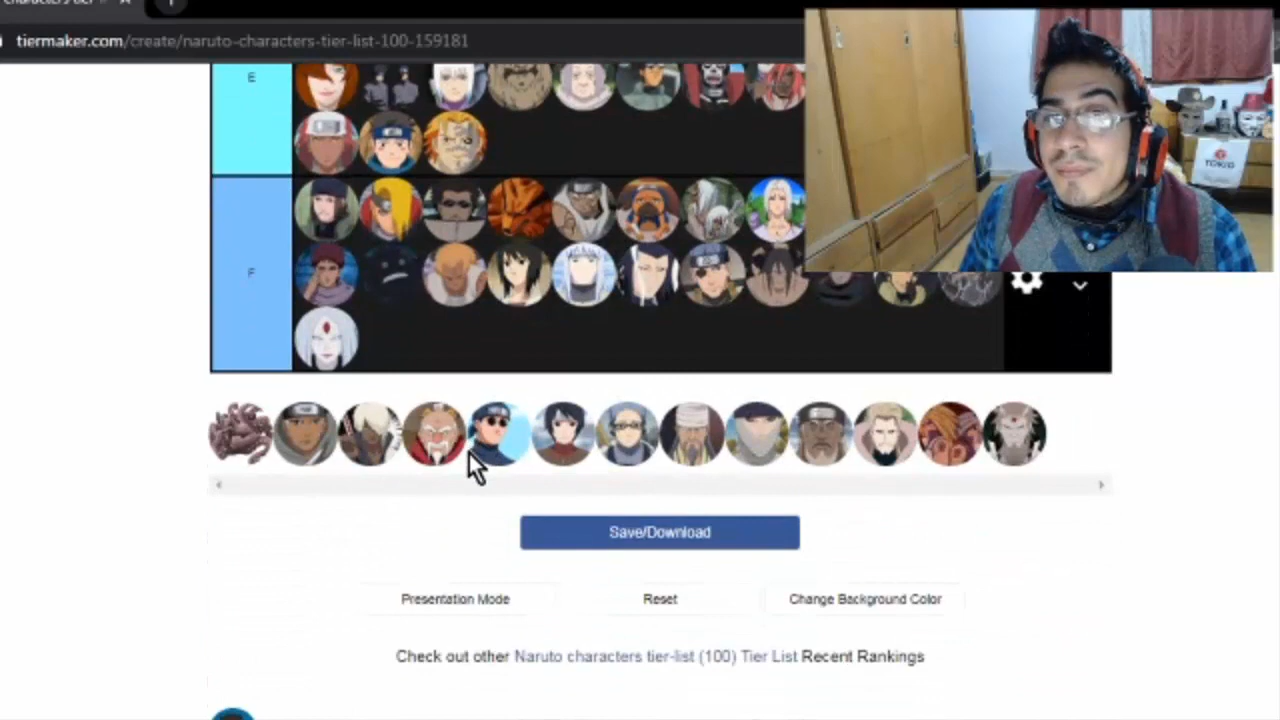 tiermaker.com/create/naruto-characters-tier-list-100-159181
E
F
TOKIO
Save/Download
Presentation Mode
Reset
Change Background Color
Check out other Naruto characters tier-list (100) Tier List Recent Rankings